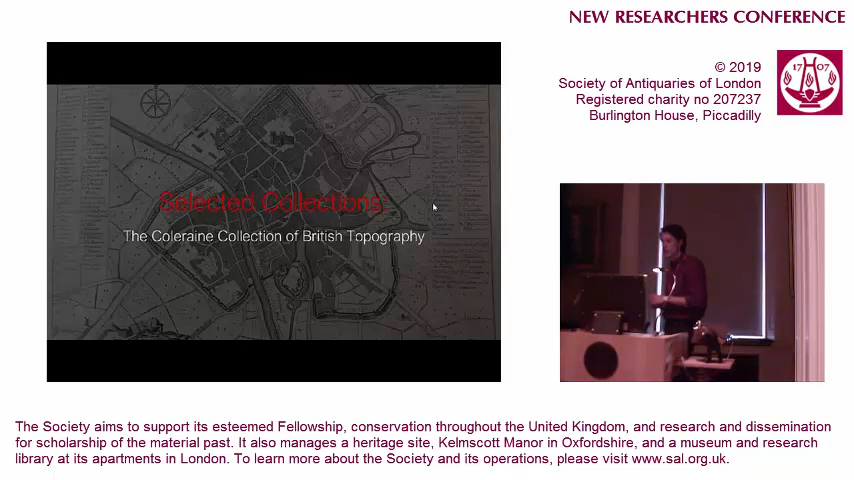 NEW RESEARCHERS CONFERENCE
© 2019
Society of Antiquaries of London
Registered charity no 207237
Burlington House, Piccadilly
17 07
Selected Collections:
The Coleraine Collection of British Topography
The Society aims to support its esteemed Fellowship, conservation throughout the United Kingdom, and research and dissemination
for scholarship of the material past. It also manages a heritage site, Kelmscott Manor in Oxfordshire, and a museum and research
library at its apartments in London. To learn more about the Society and its operations, please visit www.sal.org.uk.